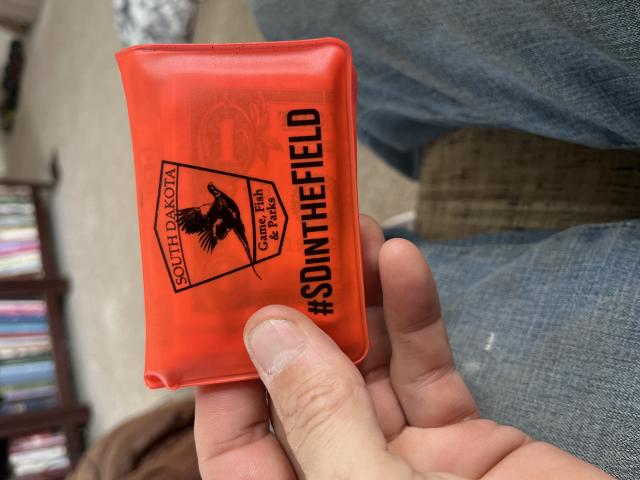 SOUTH DAKOTA
Game, Fish
& Parks
#SDINTHEFIELD